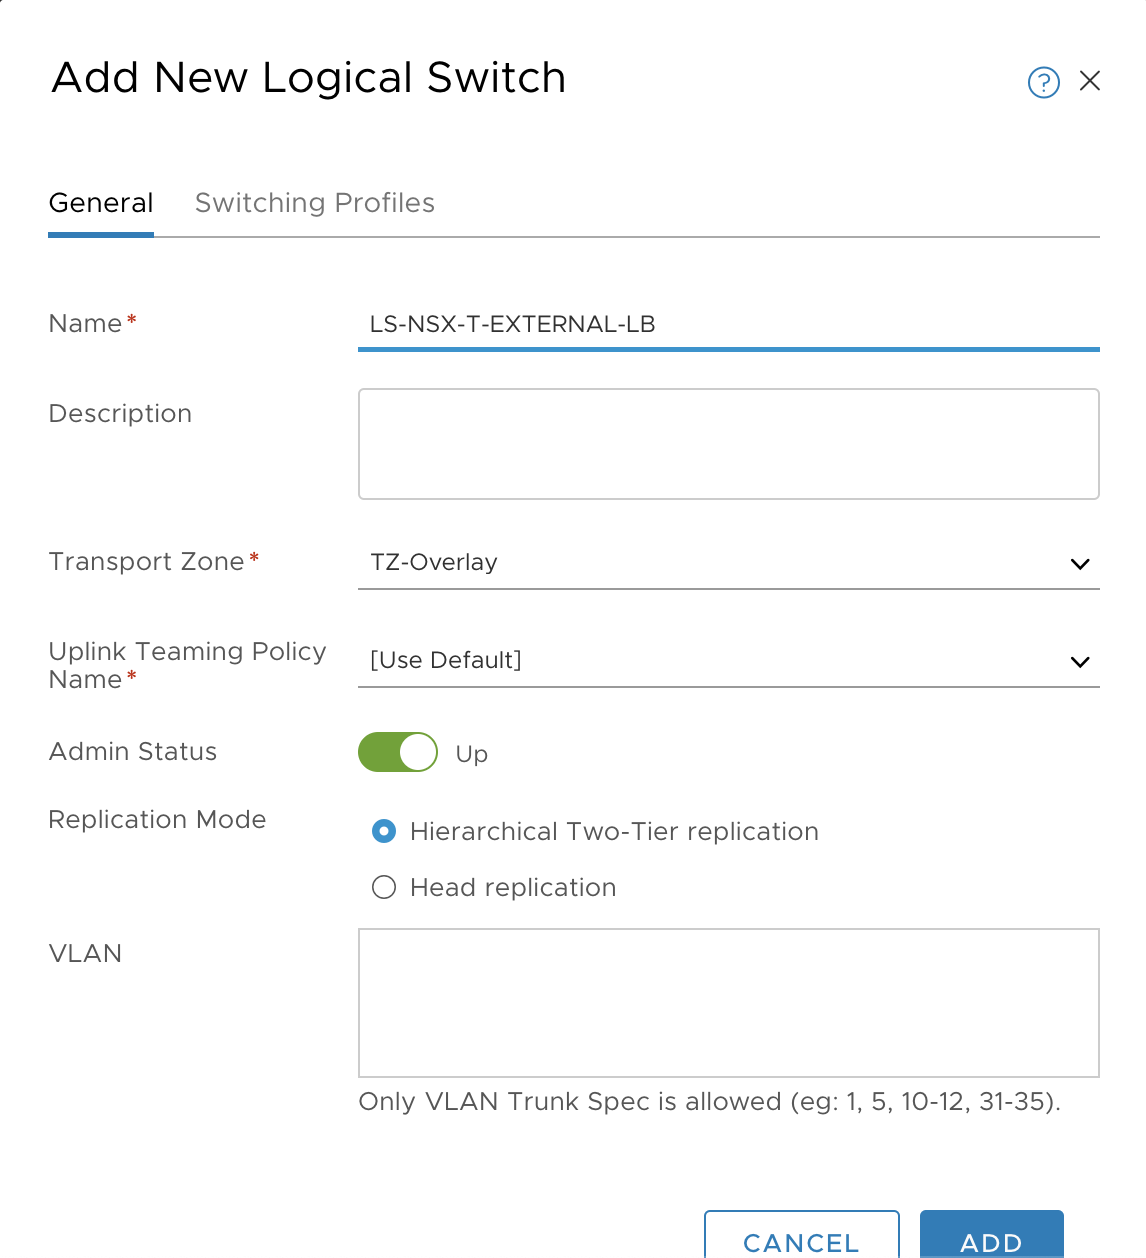 Add New Logical Switch
?
General Switching Profiles
Name* LS-NSX-T-EXTERNAL-LB
Description
Transport Zone* TZ-Overlay
Uplink Teaming Policy
Name* [Use Default]
Admin Status Up
Replication Mode
Hierarchical Two-Tier replication
Head replication
VLAN
Only VLAN Trunk Spec is allowed (eg: 1, 5, 10-12, 31-35).
CANCEL ADD